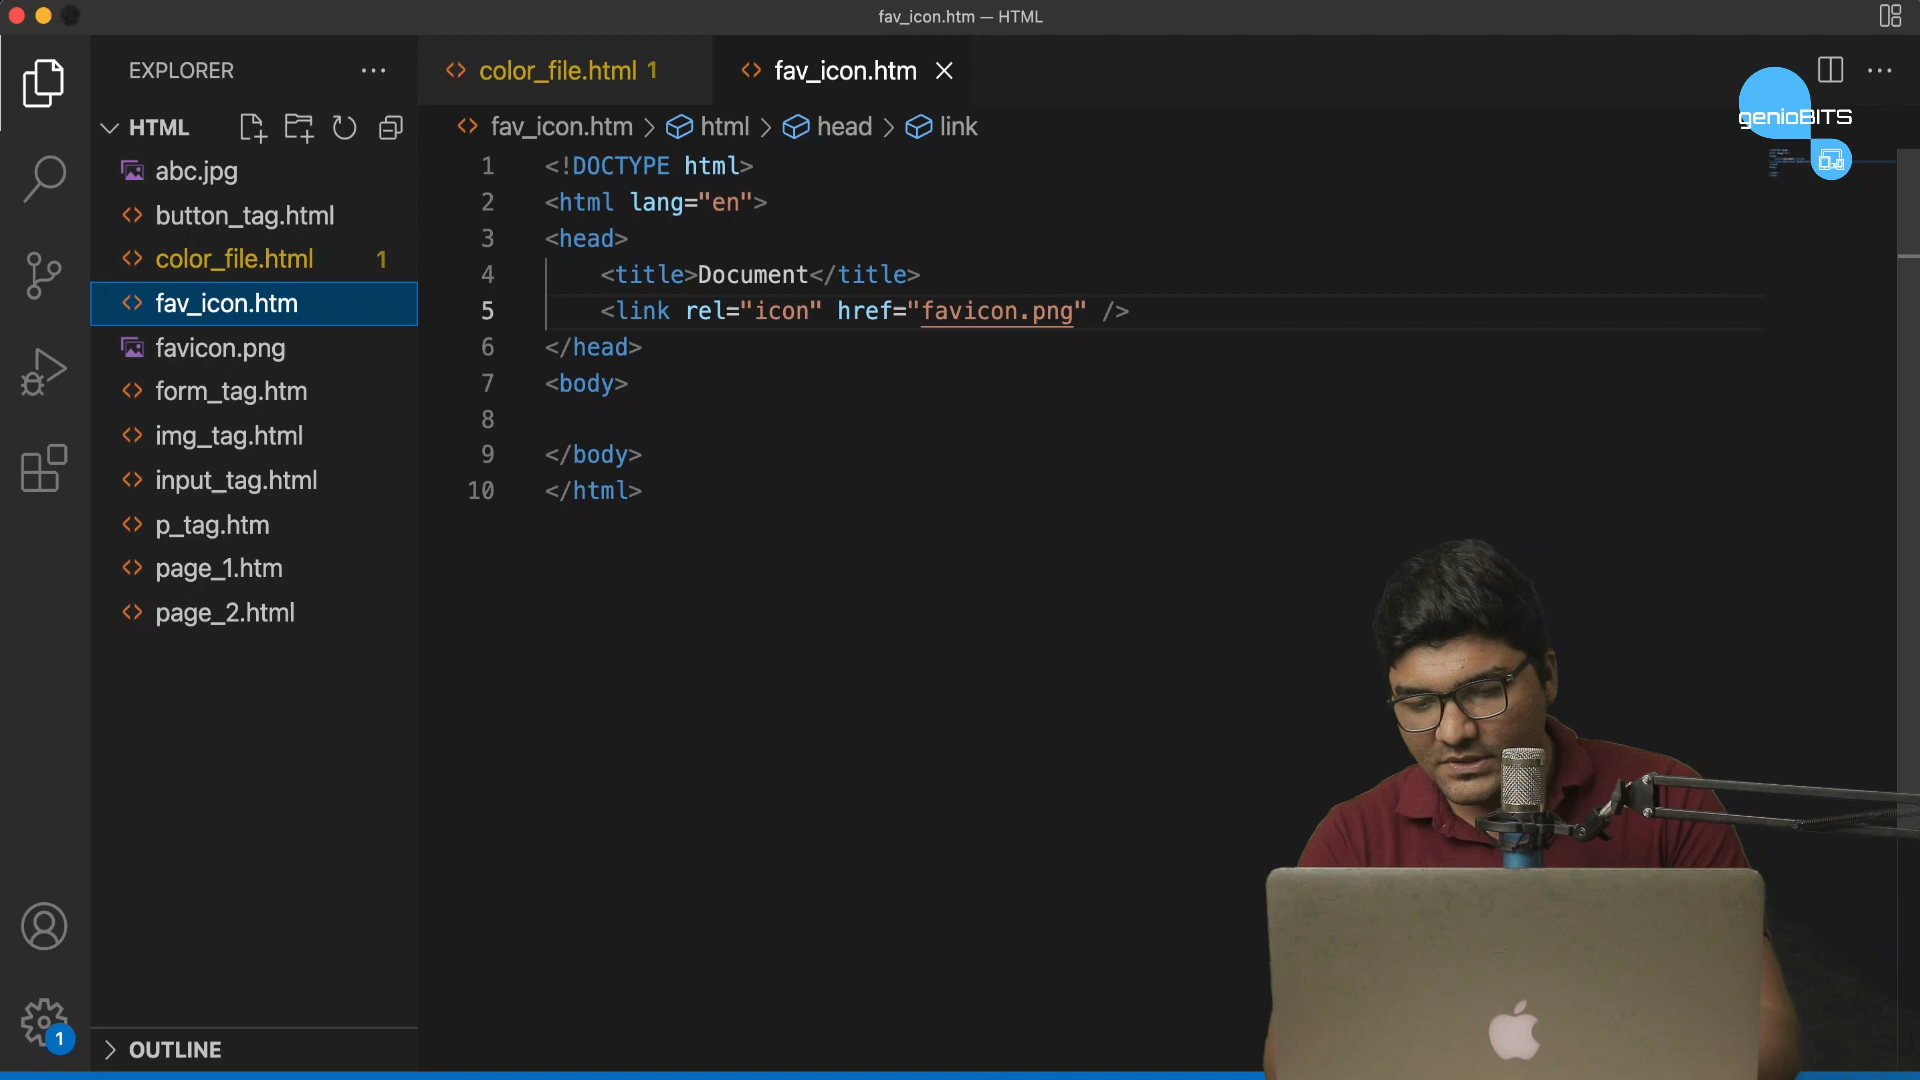 fav_icon.htm — HTML
EXPLORER
HTML
abc.jpg
button_tag.html
color_file.html 1
fav_icon.htm
favicon.png
form_tag.htm
img_tag.html
input_tag.html
p_tag.htm
page_1.htm
page_2.html
OUTLINE
1
color_file.html 1
fav_icon.htm
fav_icon.htm > html > head > link
1 <!DOCTYPE html>
2 <html lang="en">
3 <head>
4 <title>Document</title>
5 <link rel="icon" href="favicon.png" />
6 </head>
7 <body>
8
9 </body>
10 </html>
genioBITS